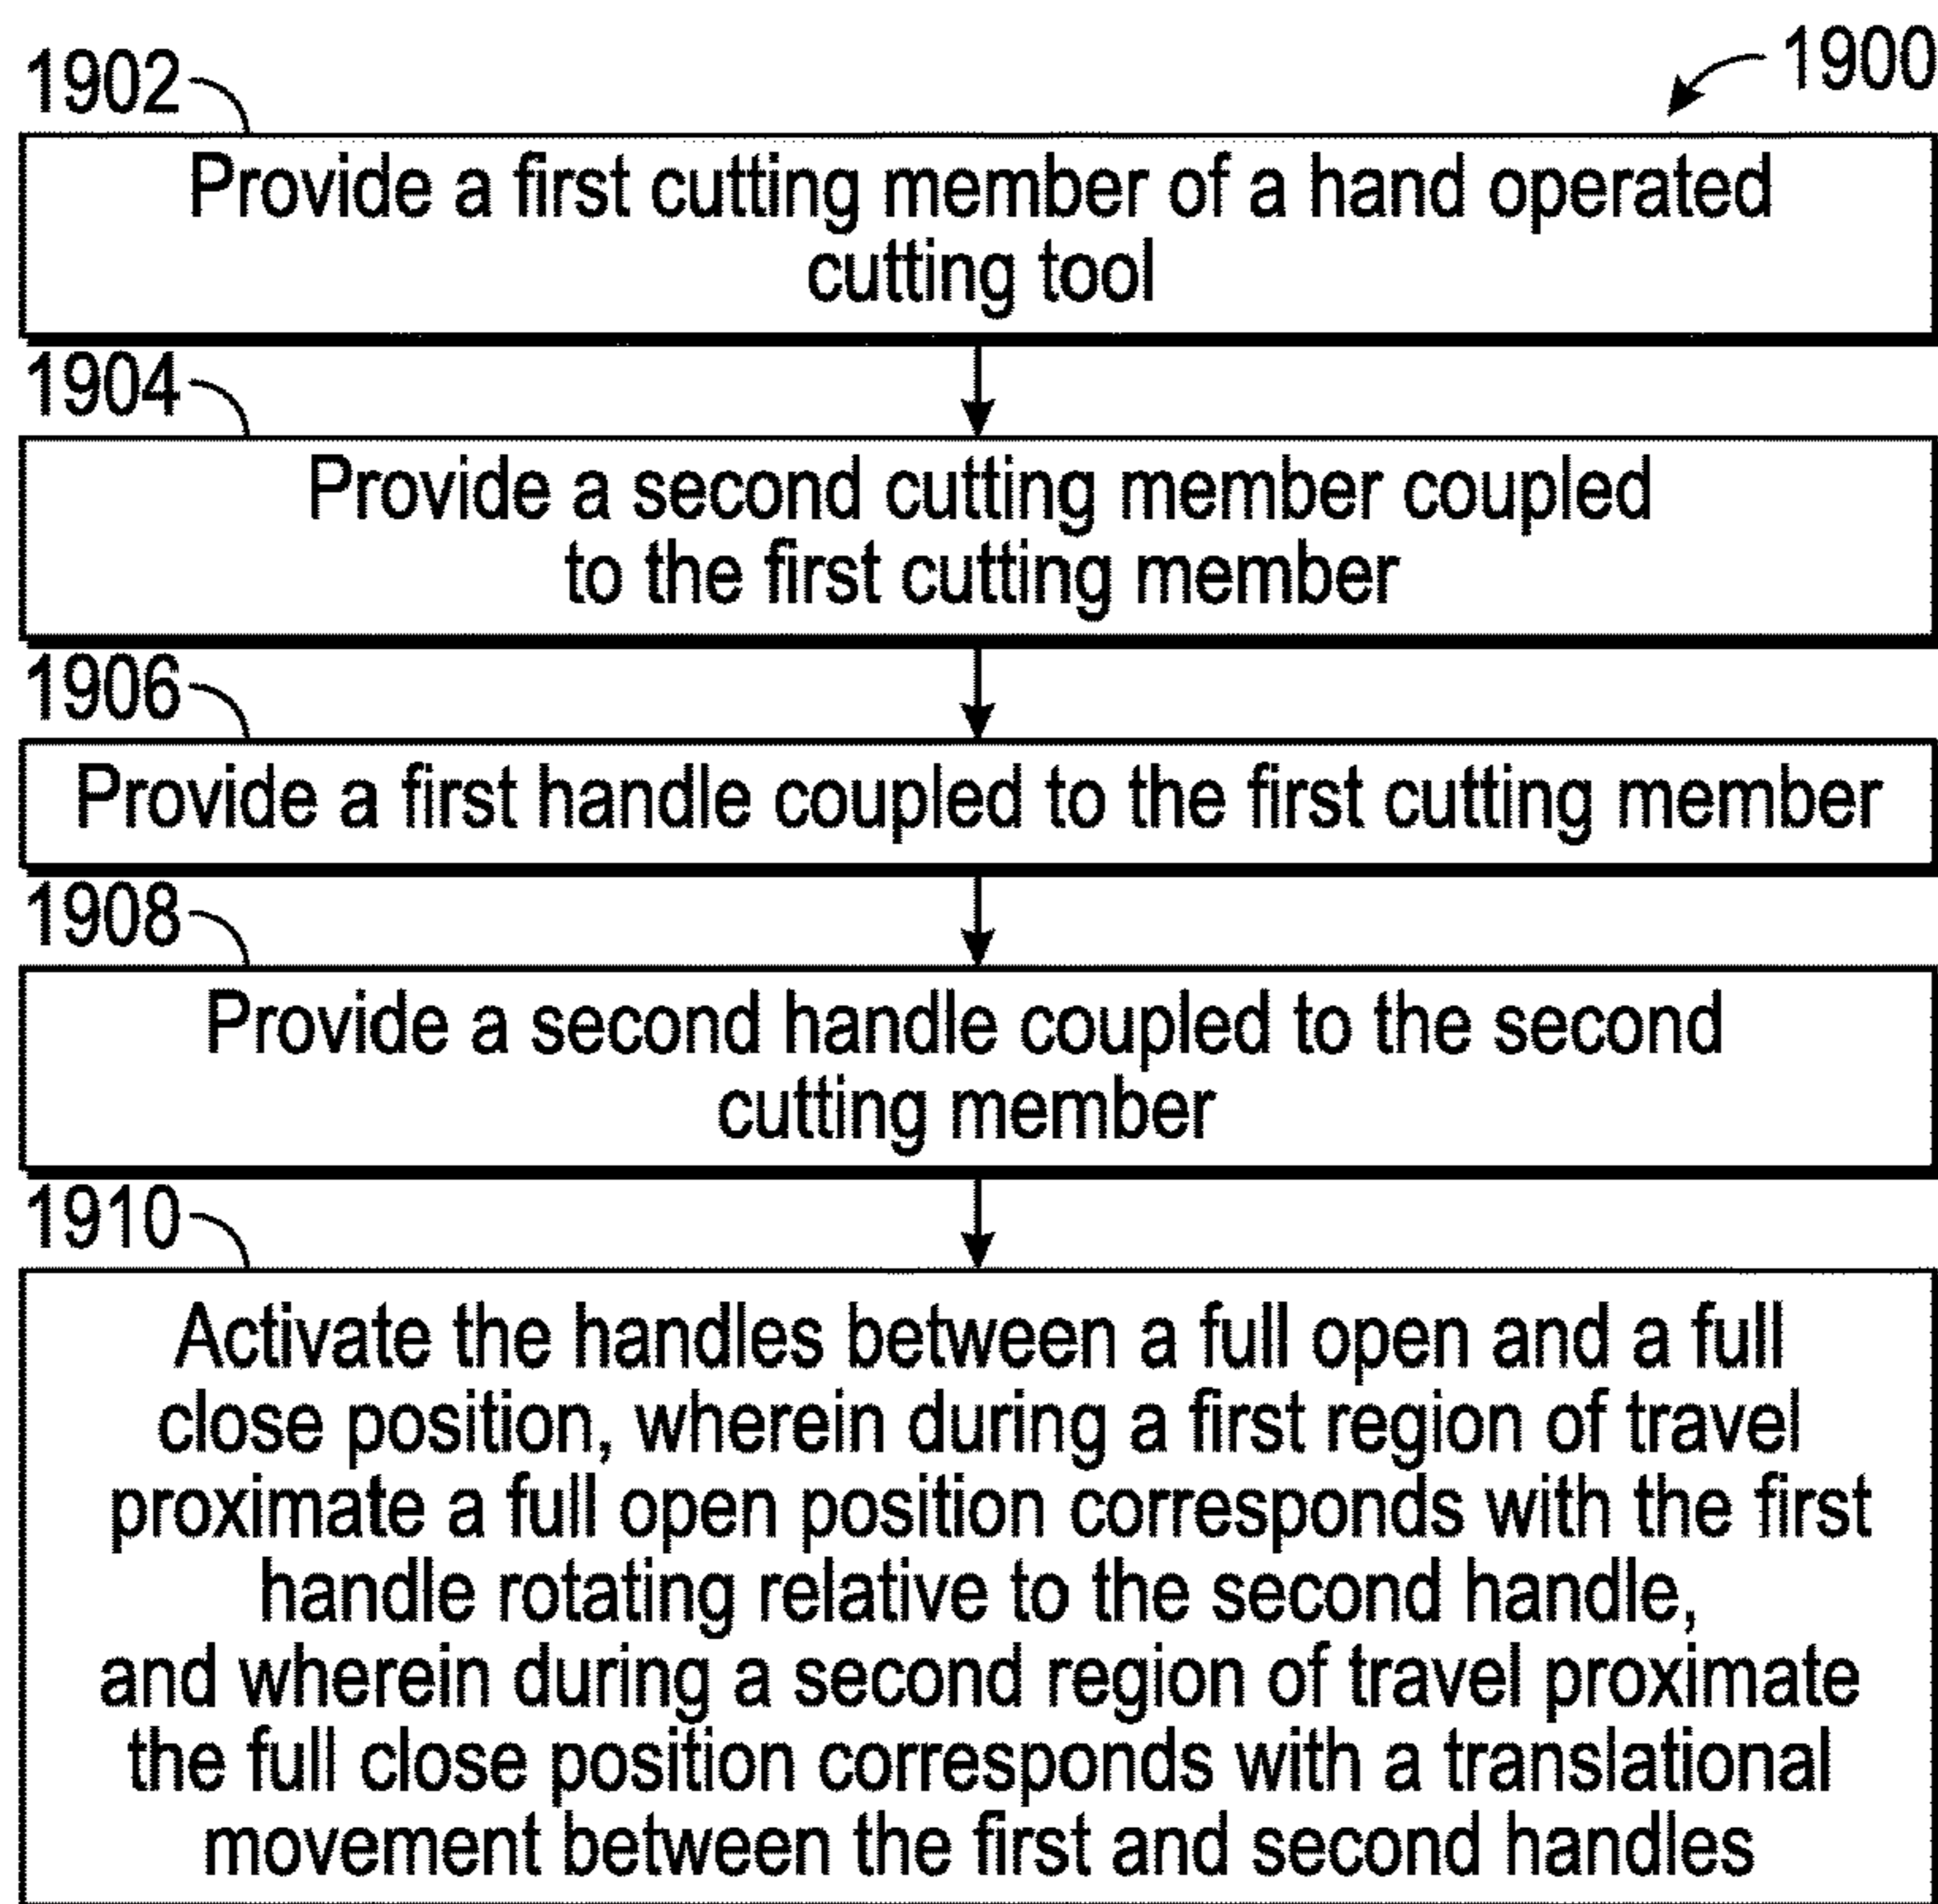 1900
1902
Provide a first cutting member of a hand operated
cutting tool
1904
Provide a second cutting member coupled
to the first cutting member
1906
Provide a first handle coupled to the first cutting member
1908
Provide a second handle coupled to the second
cutting member
1910
Activate the handles between a full open and a full
close position, wherein during a first region of travel
proximate a full open position corresponds with the first
handle rotating relative to the second handle,
and wherein during a second region of travel proximate
the full close position corresponds with a translational
movement between the first and second handles